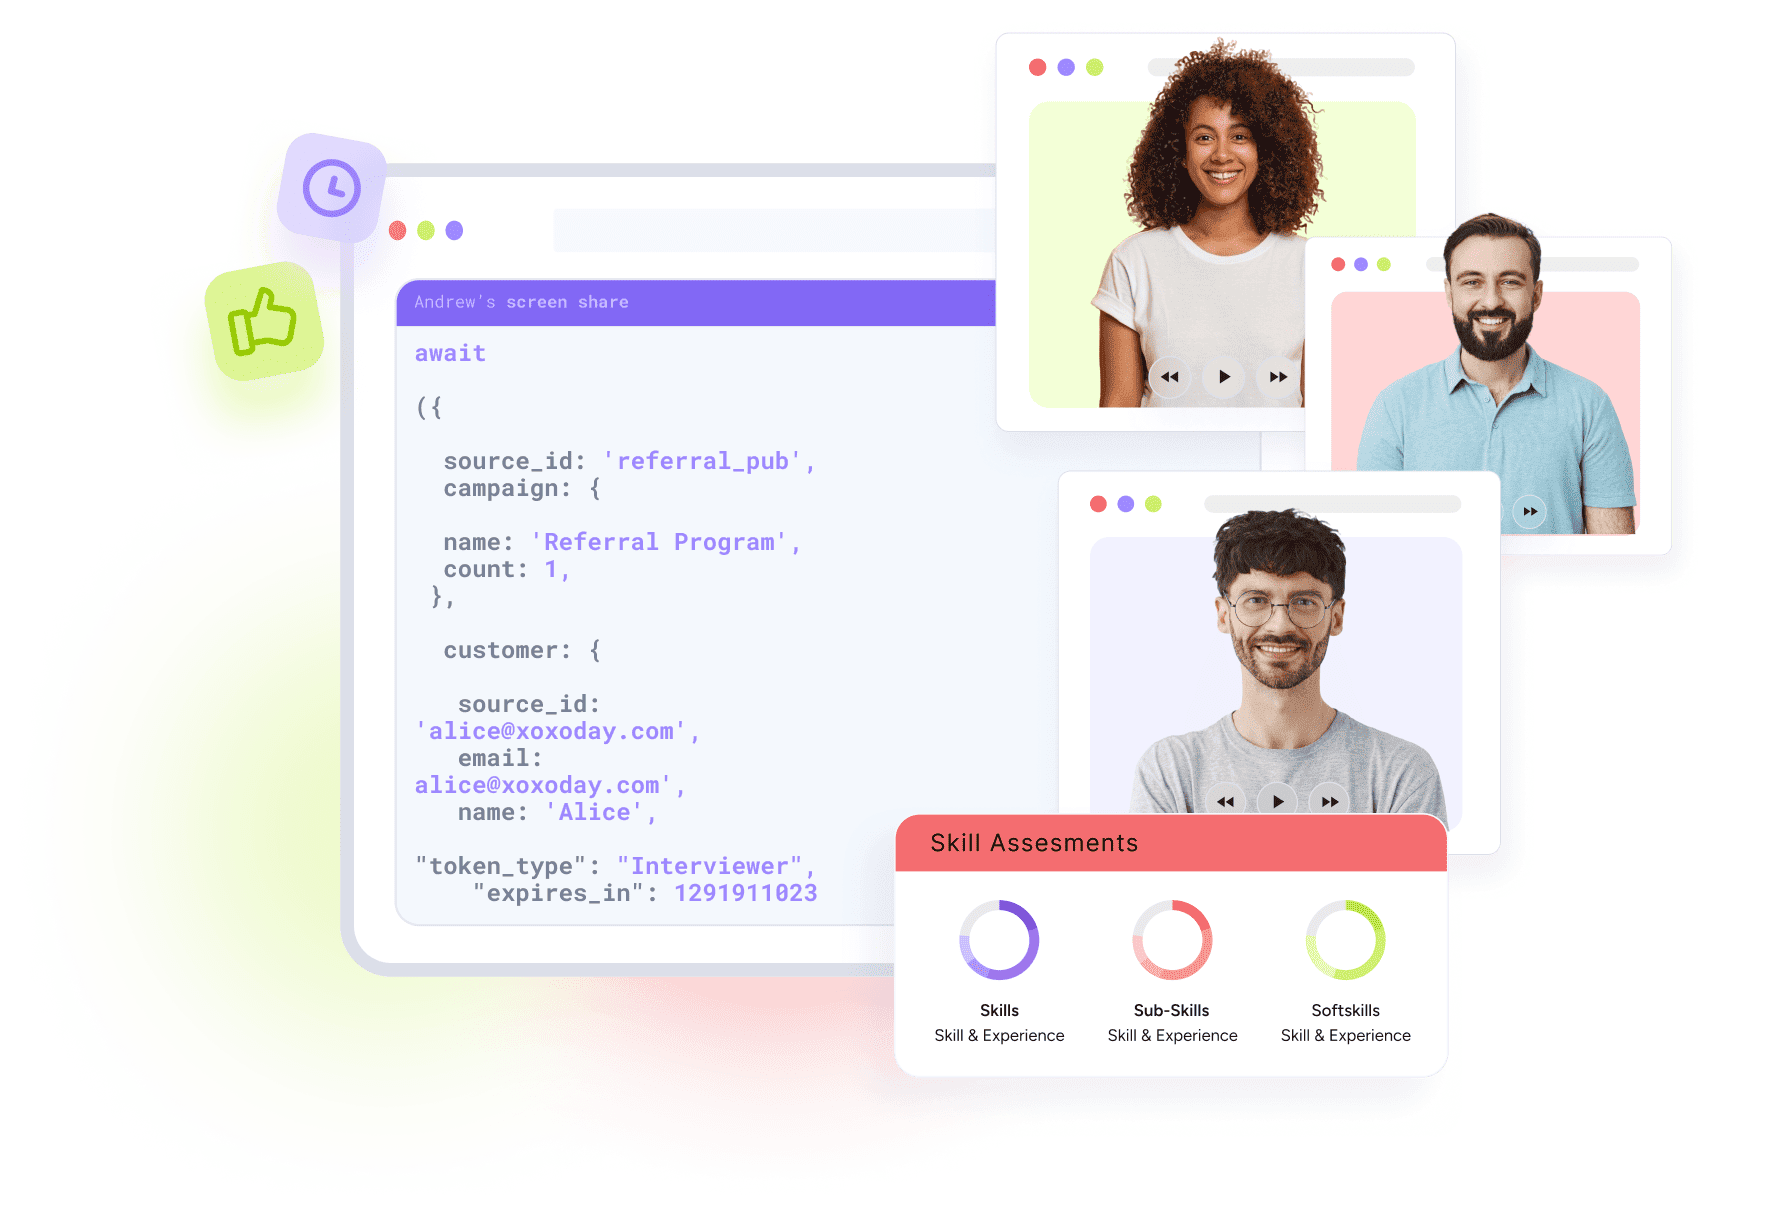 Andrew's screen share
await
({
source_id: 'referral_pub',
campaign: {
name: 'Referral Program',
count: 1,
},
customer: {
source_id:
'alice@xoxoday.com',
email:
alice@xoxoday.com',
name: 'Alice',
"token_type": "Interviewer",
"expires_in": 1291911023
Skill Assesments
Skills
Skill & Experience
Sub-Skills
Skill & Experience
Softskills
Skill & Experience